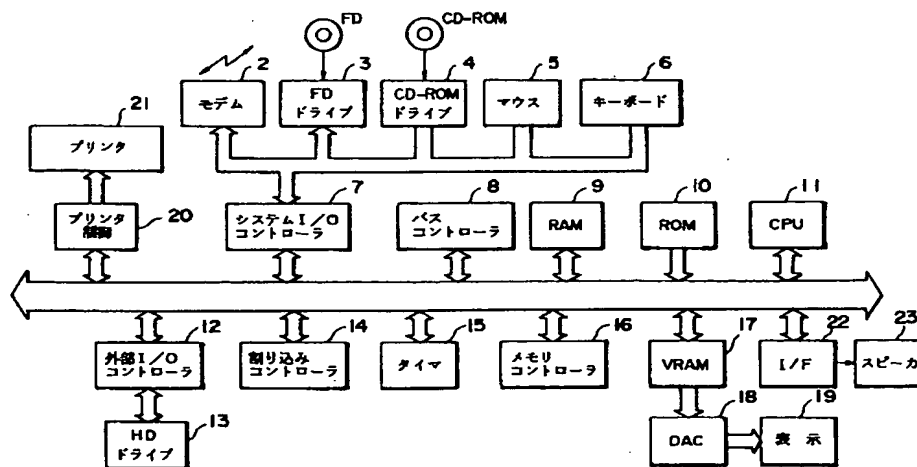 FD
CD-ROM
2
3
4
5
6
モデム
FD
ドライブ
CD-ROM
ドライブ
マウス
キーボード
21
プリンタ
20
プリンタ
制御
7
システムI/O
コントローラ
8
バス
コントローラ
9
RAM
10
ROM
11
CPU
12
外部I/O
コントローラ
14
割り込み
コントローラ
15
タイマ
16
メモリ
コントローラ
17
VRAM
22
I/F
23
スピーカ
13
HD
ドライブ
18
DAC
19
表示